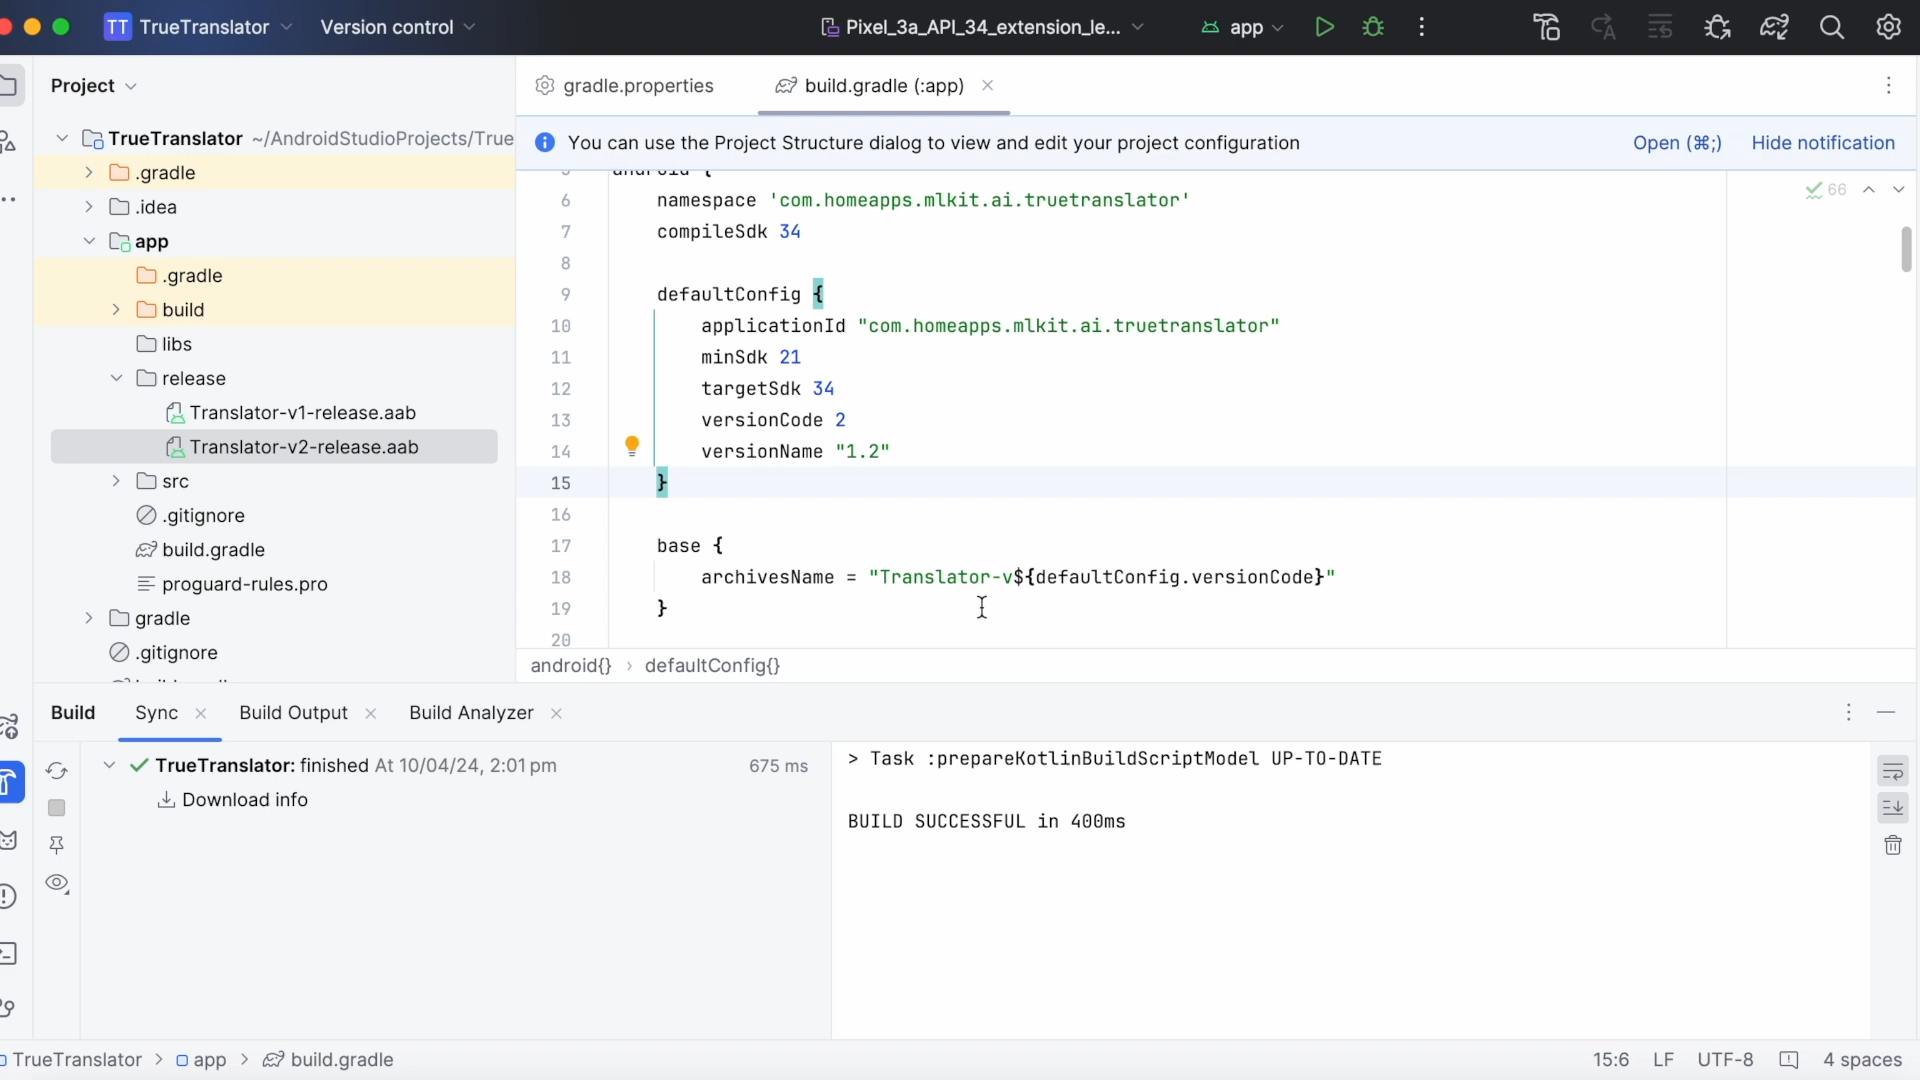 TT TrueTranslator Version control Pixel_3a_API_34_extension_le... app
Project
gradle.properties build.gradle (:app)
You can use the Project Structure dialog to view and edit your project configuration Open (⌘;) Hide notification
TrueTranslator ~/AndroidStudioProjects/True
.gradle
.idea
app
.gradle
build
libs
release
Translator-v1-release.aab
Translator-v2-release.aab
src
.gitignore
build.gradle
proguard-rules.pro
gradle
.gitignore
5 android {
6 namespace 'com.homeapps.mlkit.ai.truetranslator'
7 compileSdk 34
8
9 defaultConfig {
10 applicationId "com.homeapps.mlkit.ai.truetranslator"
11 minSdk 21
12 targetSdk 34
13 versionCode 2
14 versionName "1.2"
15 }
16
17 base {
18 archivesName = "Translator-v${defaultConfig.versionCode}"
19 }
20
66
android{} › defaultConfig{}
Build Sync Build Output Build Analyzer
TrueTranslator: finished At 10/04/24, 2:01 pm 675 ms
Download info
> Task :prepareKotlinBuildScriptModel UP-TO-DATE
BUILD SUCCESSFUL in 400ms
TrueTranslator > app > build.gradle 15:6 LF UTF-8 4 spaces